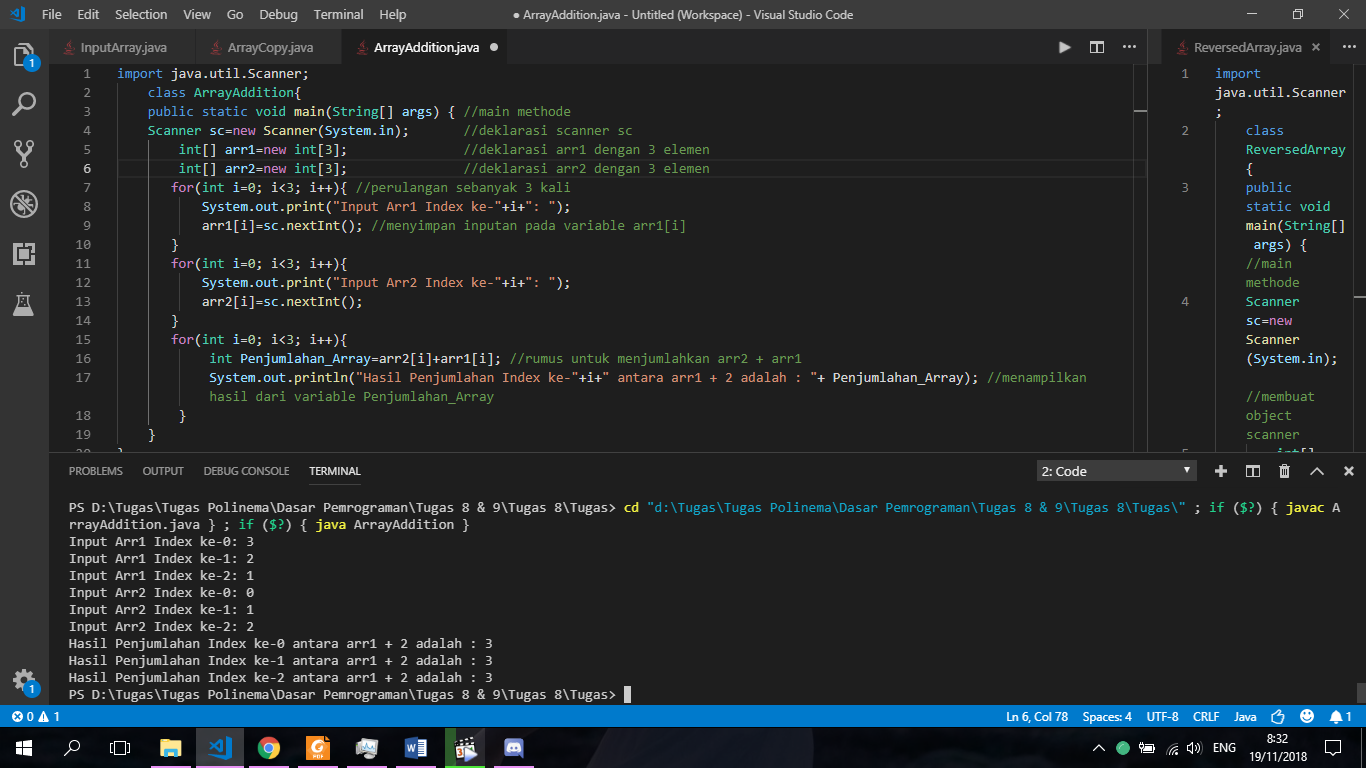 File Edit Selection View Go Debug Terminal Help
● ArrayAddition.java - Untitled (Workspace) - Visual Studio Code
InputArray.java
ArrayCopy.java
ArrayAddition.java ●
ReversedArray.java ×
1
1 import java.util.Scanner;
2 class ArrayAddition{
3 public static void main(String[] args) { //main methode
4 Scanner sc=new Scanner(System.in); //deklarasi scanner sc
5 int[] arr1=new int[3]; //deklarasi arr1 dengan 3 elemen
6 int[] arr2=new int[3]; //deklarasi arr2 dengan 3 elemen
7 for(int i=0; i<3; i++){ //perulangan sebanyak 3 kali
8 System.out.print("Input Arr1 Index ke-"+i+": ");
9 arr1[i]=sc.nextInt(); //menyimpan inputan pada variable arr1[i]
10 }
11 for(int i=0; i<3; i++){
12 System.out.print("Input Arr2 Index ke-"+i+": ");
13 arr2[i]=sc.nextInt();
14 }
15 for(int i=0; i<3; i++){
16 int Penjumlahan_Array=arr2[i]+arr1[i]; //rumus untuk menjumlahkan arr2 + arr1
17 System.out.println("Hasil Penjumlahan Index ke-"+i+" antara arr1 + 2 adalah : "+ Penjumlahan_Array); //menampilkan
hasil dari variable Penjumlahan_Array
18 }
19 }
1 import
java.util.Scanner
;
2 class
ReversedArray
{
3 public
static void
main(String[]
args) {
//main
methode
4 Scanner
sc=new
Scanner
(System.in);
//membuat
object
scanner
PROBLEMS OUTPUT DEBUG CONSOLE TERMINAL
2: Code
PS D:\Tugas\Tugas Polinema\Dasar Pemrograman\Tugas 8 & 9\Tugas 8\Tugas> cd "d:\Tugas\Tugas Polinema\Dasar Pemrograman\Tugas 8 & 9\Tugas 8\Tugas\" ; if ($?) { javac A
rrayAddition.java } ; if ($?) { java ArrayAddition }
Input Arr1 Index ke-0: 3
Input Arr1 Index ke-1: 2
Input Arr1 Index ke-2: 1
Input Arr2 Index ke-0: 0
Input Arr2 Index ke-1: 1
Input Arr2 Index ke-2: 2
Hasil Penjumlahan Index ke-0 antara arr1 + 2 adalah : 3
Hasil Penjumlahan Index ke-1 antara arr1 + 2 adalah : 3
Hasil Penjumlahan Index ke-2 antara arr1 + 2 adalah : 3
PS D:\Tugas\Tugas Polinema\Dasar Pemrograman\Tugas 8 & 9\Tugas 8\Tugas>
1
0 1
Ln 6, Col 78 Spaces: 4 UTF-8 CRLF Java 1
ENG
8:32
19/11/2018